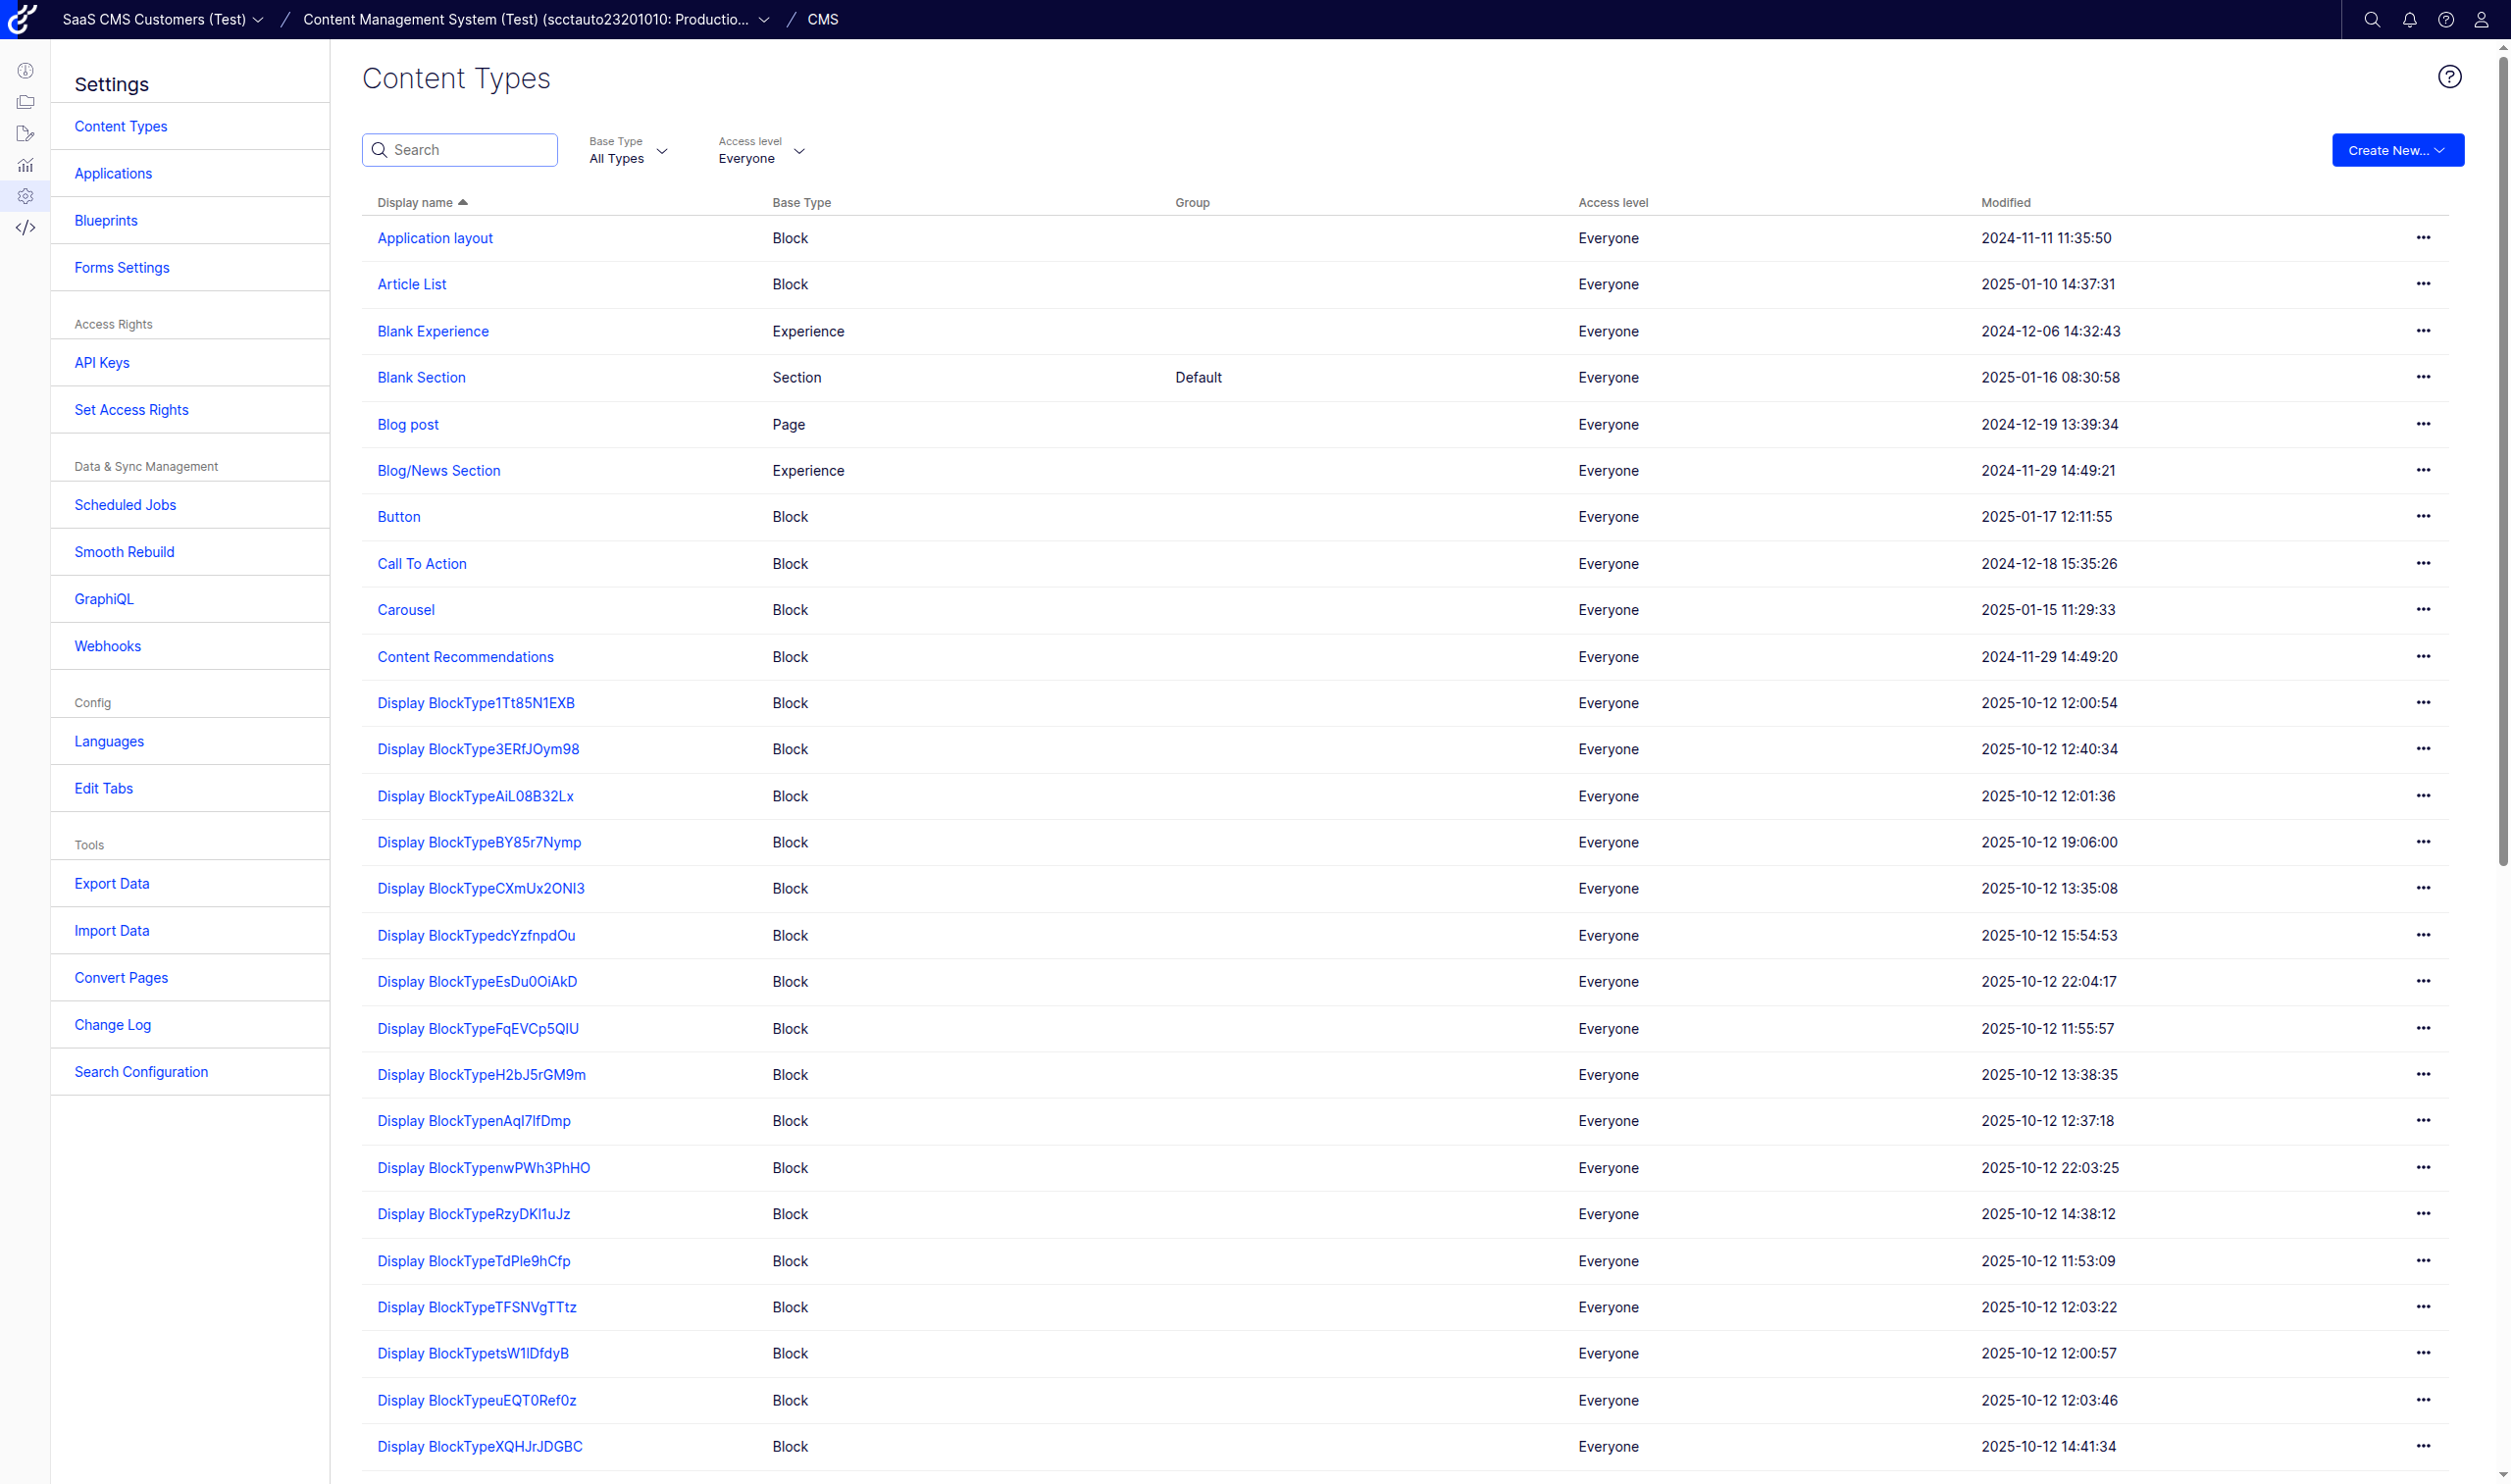 SaaS CMS Customers (Test) / Content Management System (Test) (scctauto23201010: Productio... / CMS
Settings
Content Types
Applications
Blueprints
Forms Settings
Access Rights
API Keys
Set Access Rights
Data & Sync Management
Scheduled Jobs
Smooth Rebuild
GraphiQL
Webhooks
Config
Languages
Edit Tabs
Tools
Export Data
Import Data
Convert Pages
Change Log
Search Configuration
Content Types
Search
Base Type
All Types
Access level
Everyone
Create New...
Display name Base Type Group Access level Modified
Application layout Block Everyone 2024-11-11 11:35:50
Article List Block Everyone 2025-01-10 14:37:31
Blank Experience Experience Everyone 2024-12-06 14:32:43
Blank Section Section Default Everyone 2025-01-16 08:30:58
Blog post Page Everyone 2024-12-19 13:39:34
Blog/News Section Experience Everyone 2024-11-29 14:49:21
Button Block Everyone 2025-01-17 12:11:55
Call To Action Block Everyone 2024-12-18 15:35:26
Carousel Block Everyone 2025-01-15 11:29:33
Content Recommendations Block Everyone 2024-11-29 14:49:20
Display BlockType1Tt85N1EXB Block Everyone 2025-10-12 12:00:54
Display BlockType3ERfJOym98 Block Everyone 2025-10-12 12:40:34
Display BlockTypeAiL08B32Lx Block Everyone 2025-10-12 12:01:36
Display BlockTypeBY85r7Nymp Block Everyone 2025-10-12 19:06:00
Display BlockTypeCXmUx2ONI3 Block Everyone 2025-10-12 13:35:08
Display BlockTypedcYzfnpdOu Block Everyone 2025-10-12 15:54:53
Display BlockTypeEsDu0OiAkD Block Everyone 2025-10-12 22:04:17
Display BlockTypeFqEVCp5QIU Block Everyone 2025-10-12 11:55:57
Display BlockTypeH2bJ5rGM9m Block Everyone 2025-10-12 13:38:35
Display BlockTypenAqI7IfDmp Block Everyone 2025-10-12 12:37:18
Display BlockTypenwPWh3PhHO Block Everyone 2025-10-12 22:03:25
Display BlockTypeRzyDKI1uJz Block Everyone 2025-10-12 14:38:12
Display BlockTypeTdPIe9hCfp Block Everyone 2025-10-12 11:53:09
Display BlockTypeTFSNVgTTtz Block Everyone 2025-10-12 12:03:22
Display BlockTypetsW1IDfdyB Block Everyone 2025-10-12 12:00:57
Display BlockTypeuEQT0Ref0z Block Everyone 2025-10-12 12:03:46
Display BlockTypeXQHJrJDGBC Block Everyone 2025-10-12 14:41:34